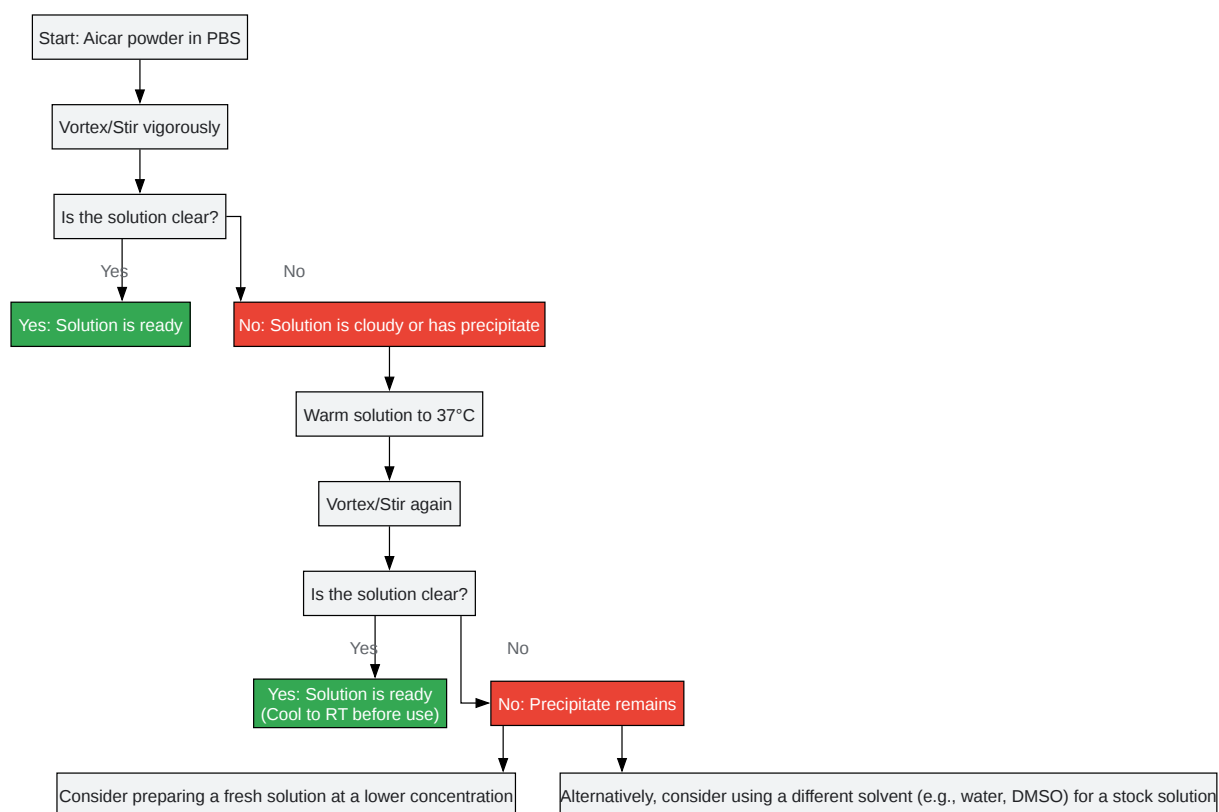 Start: Aicar powder in PBS
Vortex/Stir vigorously
Is the solution clear?
Yes
No
Yes: Solution is ready
No: Solution is cloudy or has precipitate
Warm solution to 37°C
Vortex/Stir again
Is the solution clear?
Yes
No
Yes: Solution is ready
(Cool to RT before use)
No: Precipitate remains
Consider preparing a fresh solution at a lower concentration
Alternatively, consider using a different solvent (e.g., water, DMSO) for a stock solution